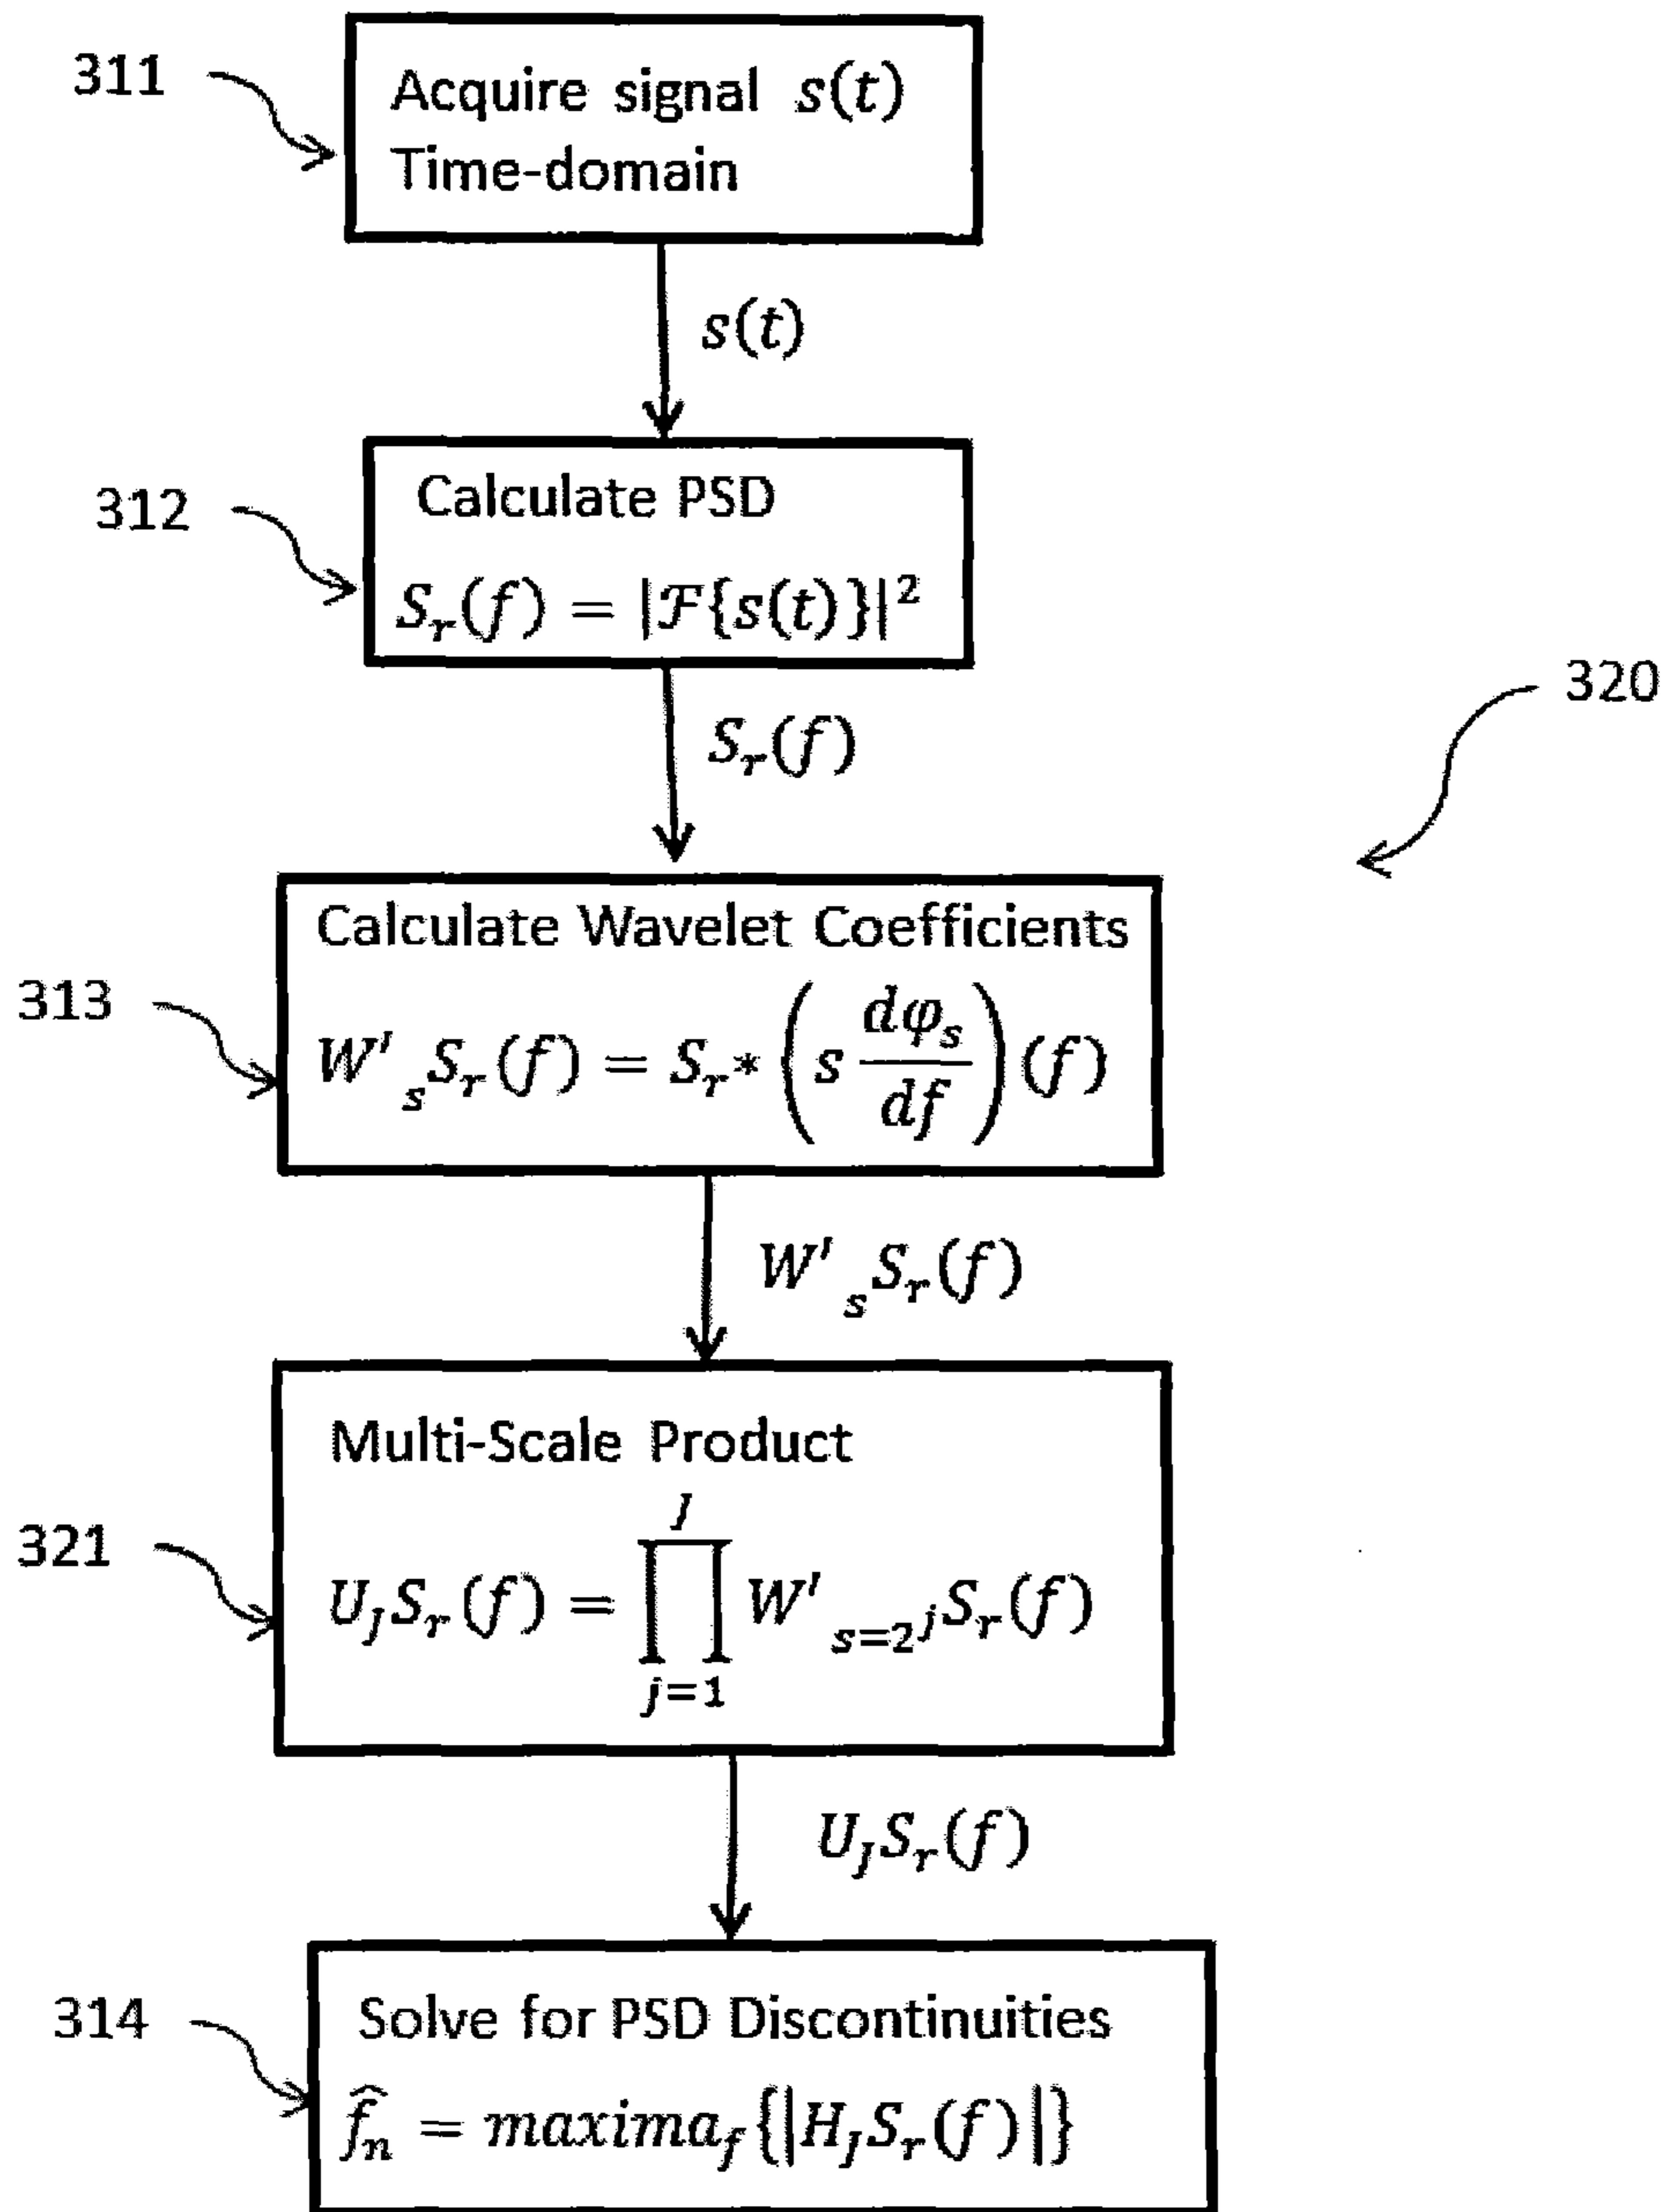 311
Acquire signal s(t)
Time-domain
s(t)
312
Calculate PSD
S_r(f) = |ℱ{s(t)}|²
S_r(f)
320
Calculate Wavelet Coefficients
313
W'_s S_r(f) = S_r * (s dφ_s/df)(f)
W'_s S_r(f)
Multi-Scale Product
321
U_J S_r(f) = ∏_{j=1}^{J} W'_{s=2^j} S_r(f)
U_J S_r(f)
314
Solve for PSD Discontinuities
f̂_n = maxima_f{|H_J S_r(f)|}